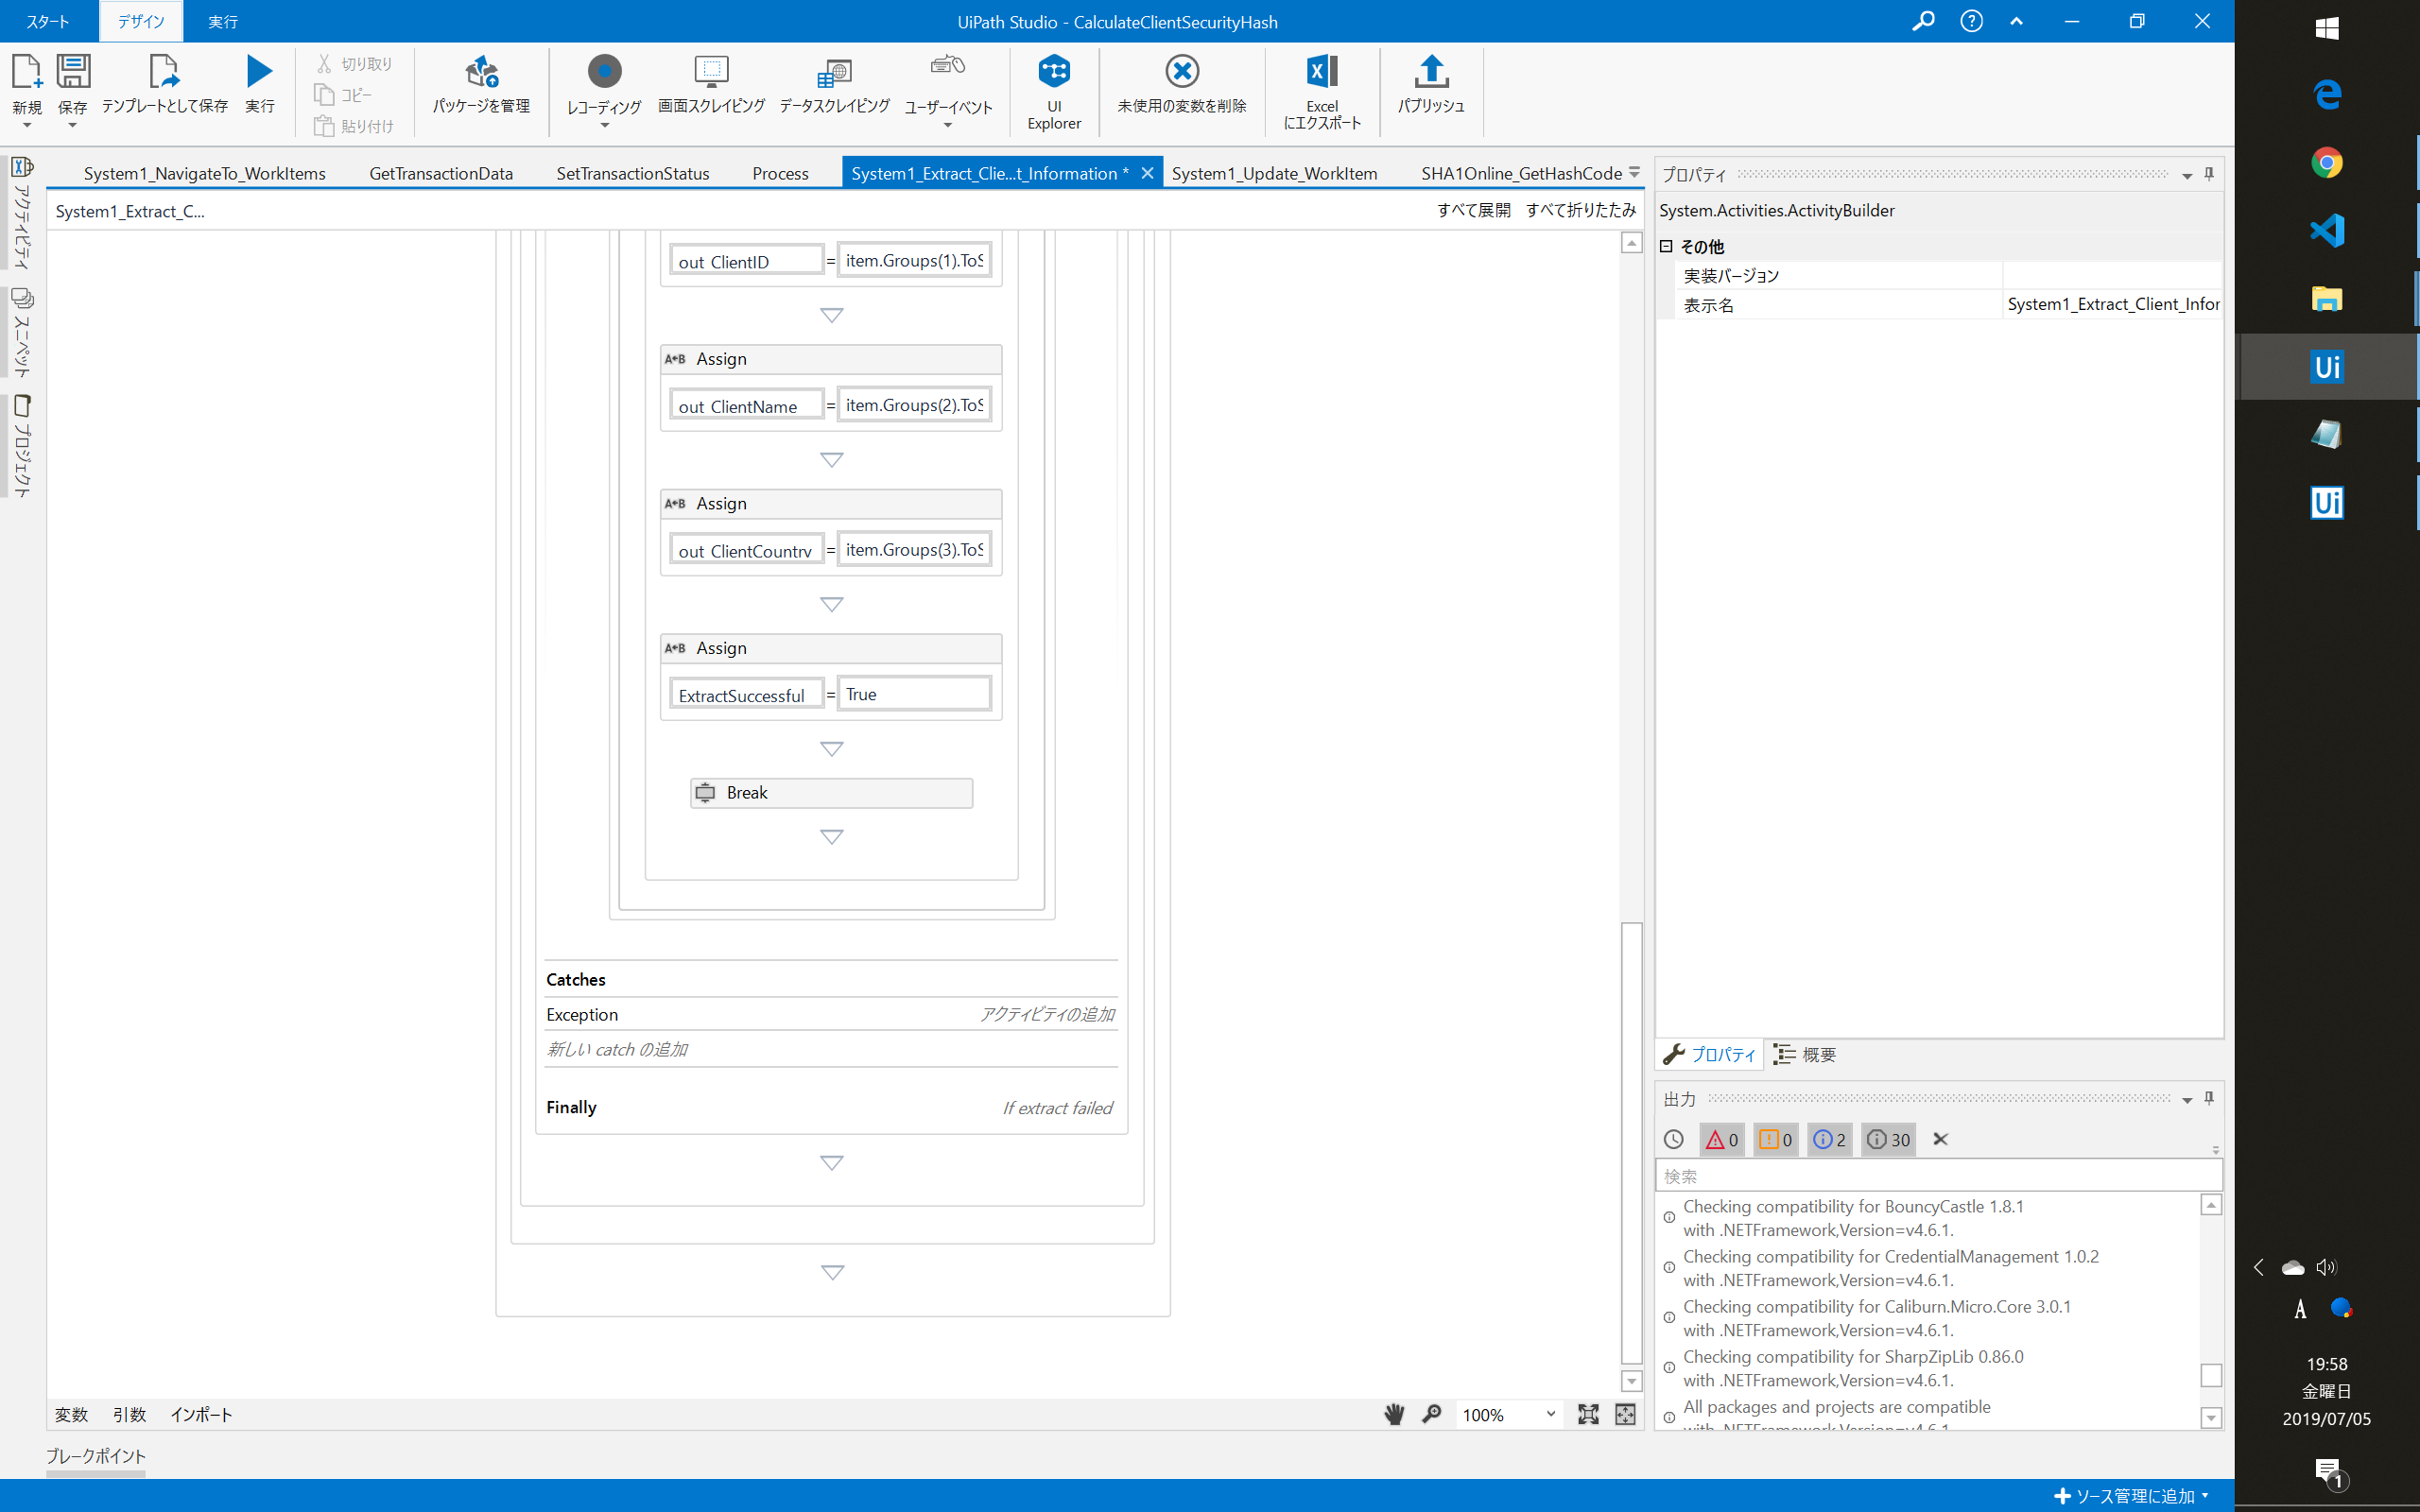 スタート デザイン 実行 UiPath Studio - CalculateClientSecurityHash
新規 保存 テンプレートとして保存 実行
切り取り
コピー
貼り付け
パッケージを管理
レコーディング 画面スクレイピング データスクレイピング ユーザーイベント
UI
Explorer
未使用の変数を削除
Excel
にエクスポート
パブリッシュ
アクティビティ
スニペット
プロジェクト
System1_NavigateTo_WorkItems GetTransactionData SetTransactionStatus Process System1_Extract_Clie...t_Information * System1_Update_WorkItem SHA1Online_GetHashCode
System1_Extract_C... すべて展開 すべて折りたたみ
out ClientID = item.Groups(1).ToS
A←B Assign
out ClientName = item.Groups(2).ToS
A←B Assign
out ClientCountry = item.Groups(3).ToS
A←B Assign
ExtractSuccessful = True
Break
Catches
Exception アクティビティの追加
新しい catch の追加
Finally If extract failed
変数 引数 インポート 100%
ブレークポイント
プロパティ
System.Activities.ActivityBuilder
その他
実装バージョン
表示名 System1_Extract_Client_Infor
プロパティ 概要
出力
0 0 2 30
検索
Checking compatibility for BouncyCastle 1.8.1
with .NETFramework,Version=v4.6.1.
Checking compatibility for CredentialManagement 1.0.2
with .NETFramework,Version=v4.6.1.
Checking compatibility for Caliburn.Micro.Core 3.0.1
with .NETFramework,Version=v4.6.1.
Checking compatibility for SharpZipLib 0.86.0
with .NETFramework,Version=v4.6.1.
All packages and projects are compatible
with .NETFramework,Version=v4.6.1.
ソース管理に追加
Ui
Ui
A
19:58
金曜日
2019/07/05
1